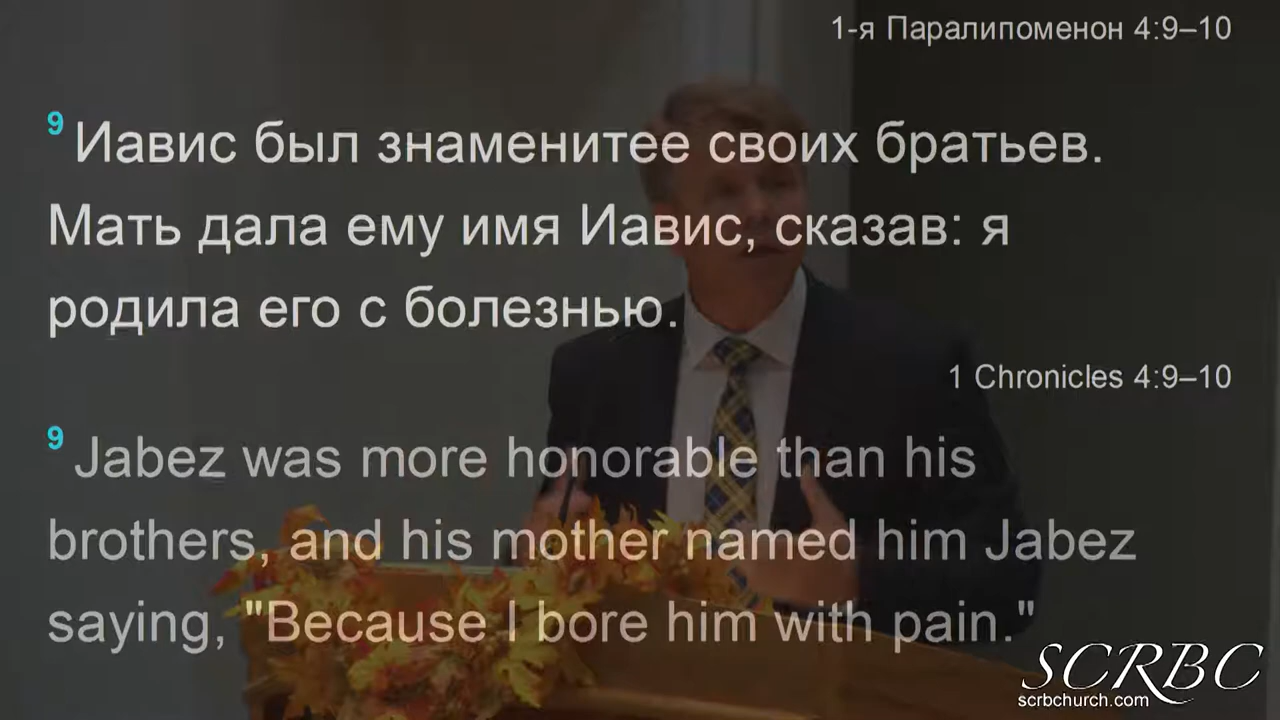 1-я Паралипоменон 4:9–10
9 Иавис был знаменитее своих братьев.
Мать дала ему имя Иавис, сказав: я
родила его с болезнью.
1 Chronicles 4:9–10
9 Jabez was more honorable than his
brothers, and his mother named him Jabez
saying, "Because I bore him with pain."
SCRBC
scrbchurch.com